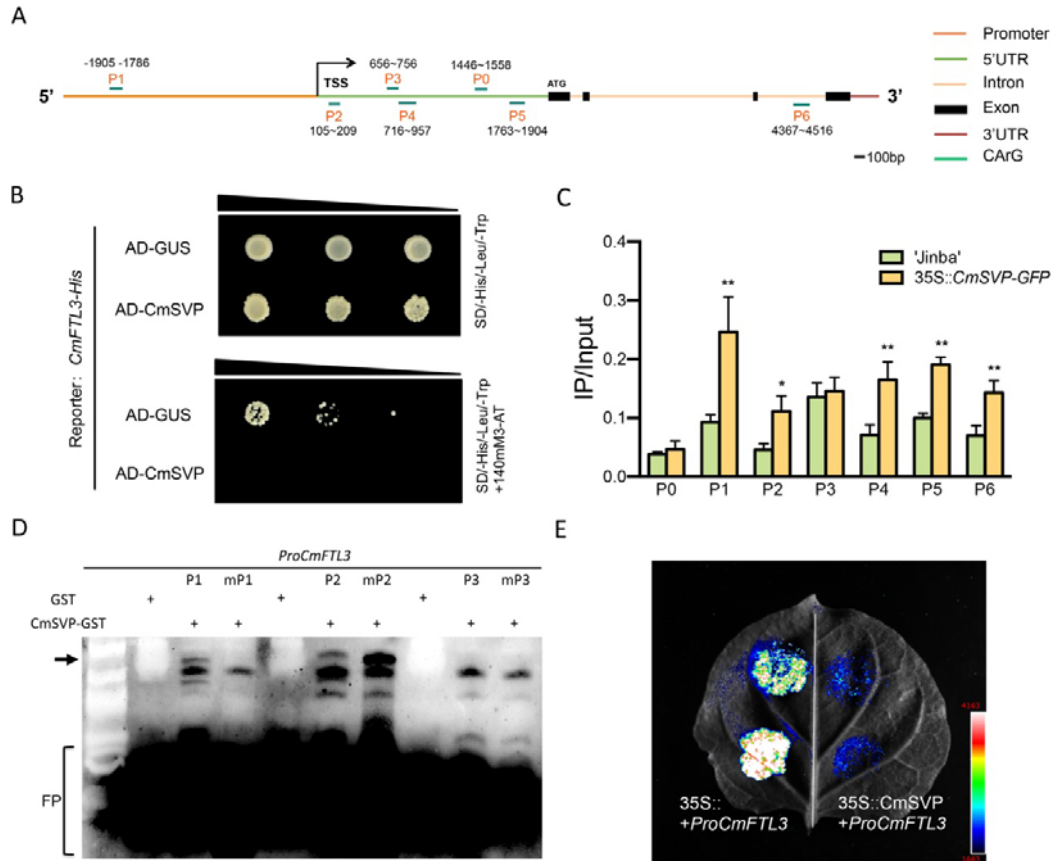 A
-1905 -1786
P1
5'
TSS
656~756
P3
1446~1558
P0
P2
105~209
P4
716~957
P5
1763~1904
ATG
P6
4367~4516
3'
Promoter
5'UTR
Intron
Exon
3'UTR
CArG
100bp
B
Reporter: CmFTL3-His
AD-GUS
AD-CmSVP
SD/-His/-Leu/-Trp
AD-GUS
AD-CmSVP
SD/-His/-Leu/-Trp
+140mM3-AT
C
'Jinba'
35S::CmSVP-GFP
IP/Input
0.4
0.3
0.2
0.1
0.0
** * ** ** **
P0 P1 P2 P3 P4 P5 P6
D
ProCmFTL3
P1 mP1 P2 mP2 P3 mP3
GST + + +
CmSVP-GST + + + + + +
FP
E
35S::
+ProCmFTL3
35S::CmSVP
+ProCmFTL3